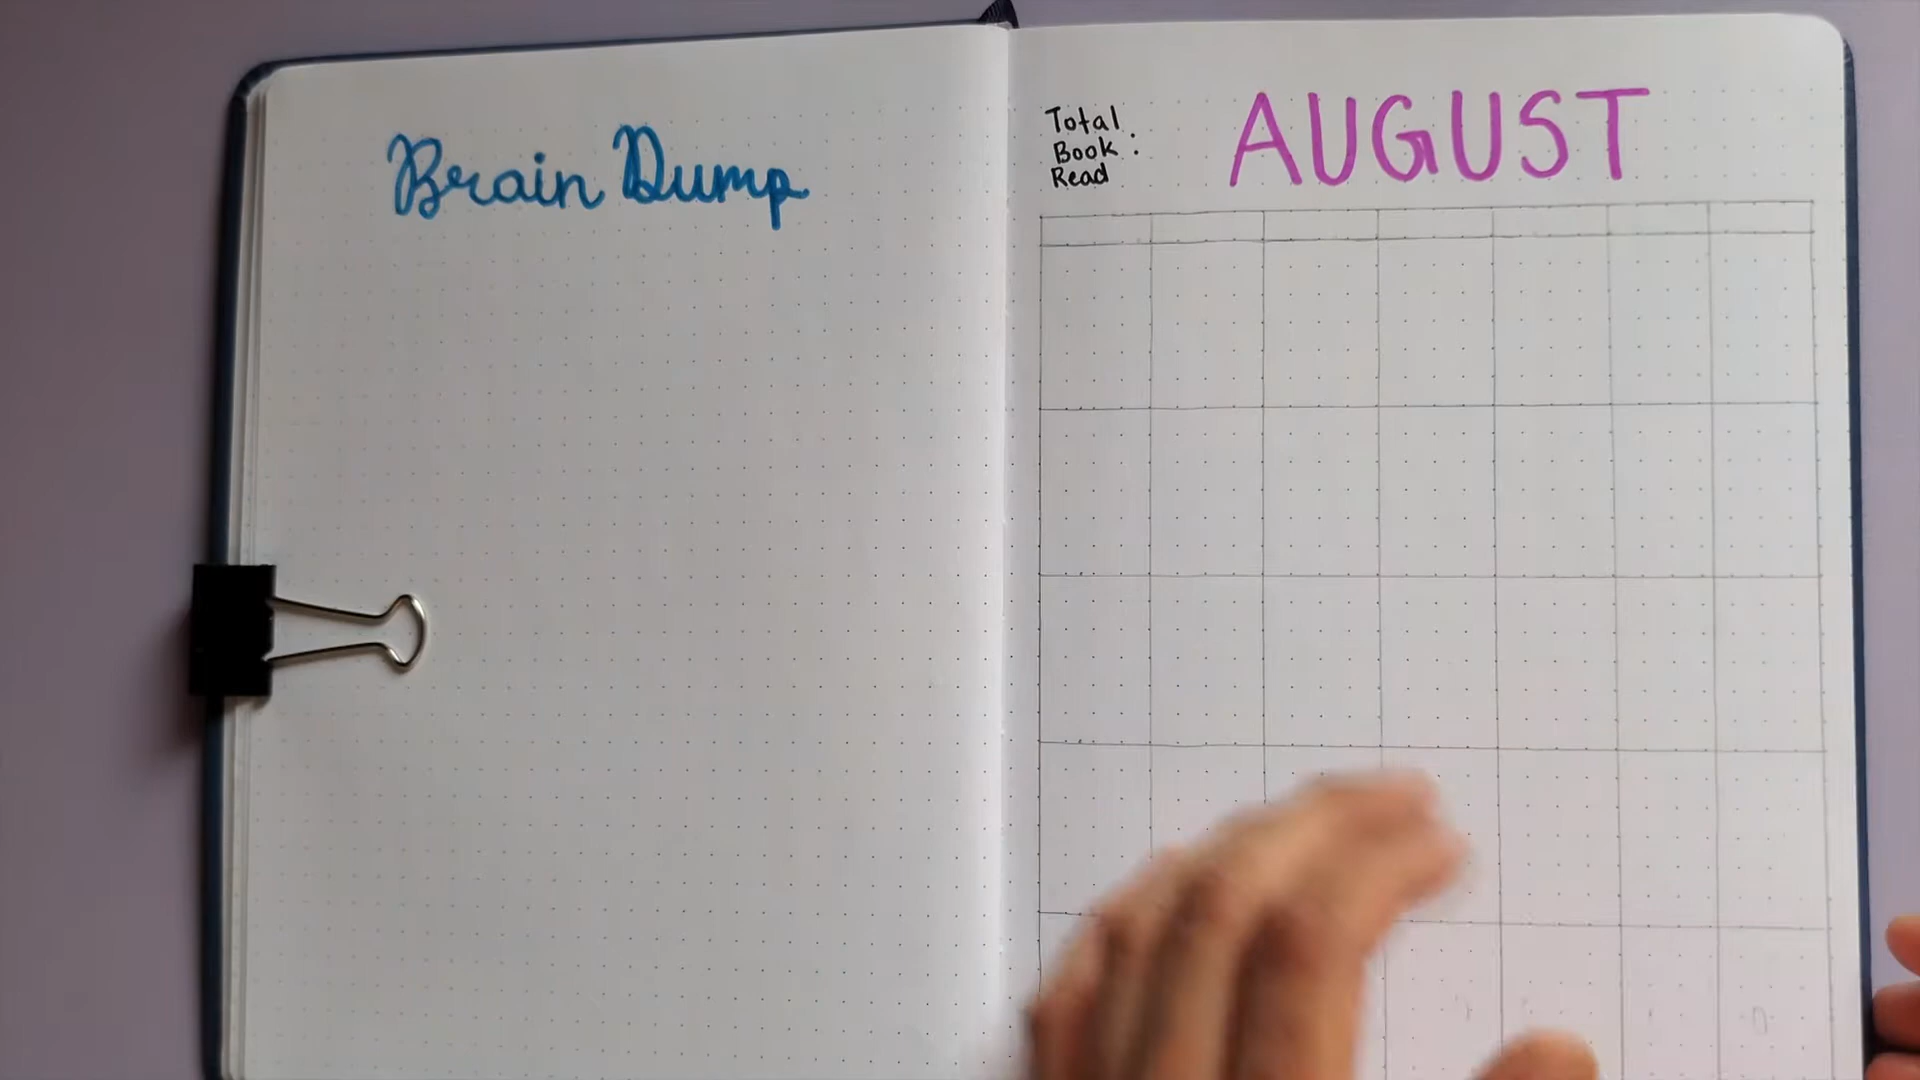 Brain Dump
AUGUST
Total
Book :
Read